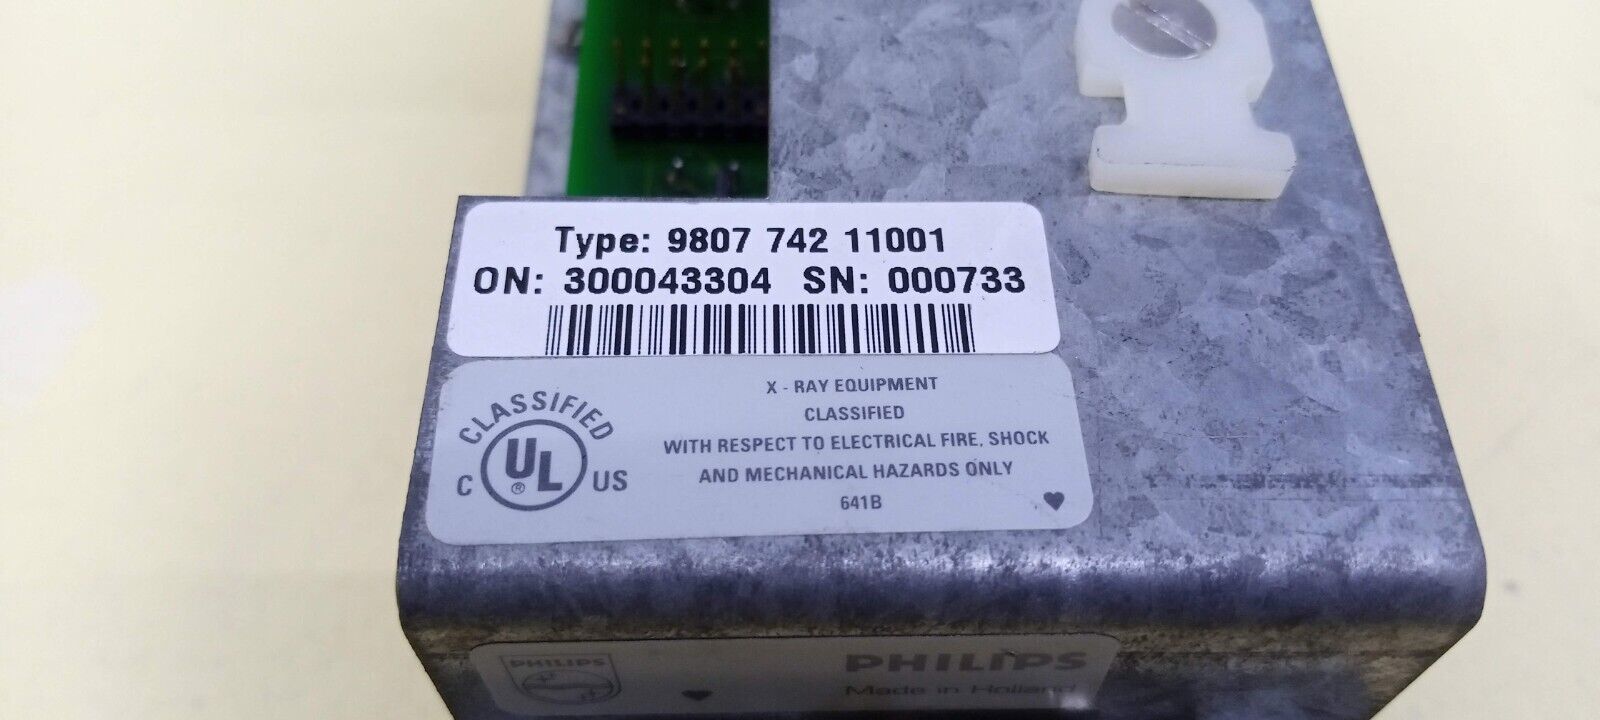 Type: 9807 742 11001
ON: 300043304 SN: 000733
CLASSIFIED
C UL ® US
X - RAY EQUIPMENT
CLASSIFIED
WITH RESPECT TO ELECTRICAL FIRE, SHOCK
AND MECHANICAL HAZARDS ONLY
641B
PHILIPS
PHILIPS
Made in Holland